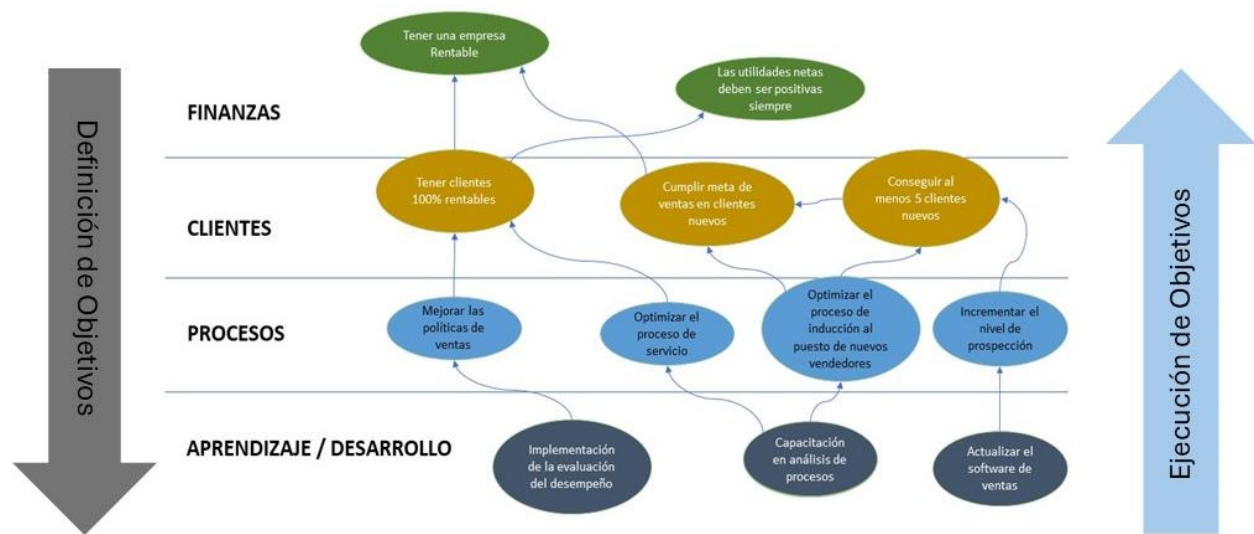 Definición de Objetivos
Tener una empresa
Rentable
Las utilidades netas
deben ser positivas
siempre
FINANZAS
Tener clientes
100% rentables
Cumplir meta de
ventas en clientes
nuevos
Conseguir al
menos 5 clientes
nuevos
CLIENTES
Mejorar las
políticas de
ventas
Optimizar el
proceso de
servicio
Optimizar el
proceso de
inducción al
puesto de nuevos
vendedores
Incrementar el
nivel de
prospección
PROCESOS
APRENDIZAJE / DESARROLLO
Implementación
de la evaluación
del desempeño
Capacitación
en análisis de
procesos
Actualizar el
software de
ventas
Ejecución de Objetivos